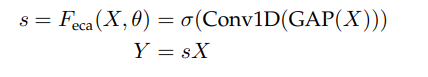 s = F_eca(X, θ) = σ(Conv1D(GAP(X)))
Y = sX